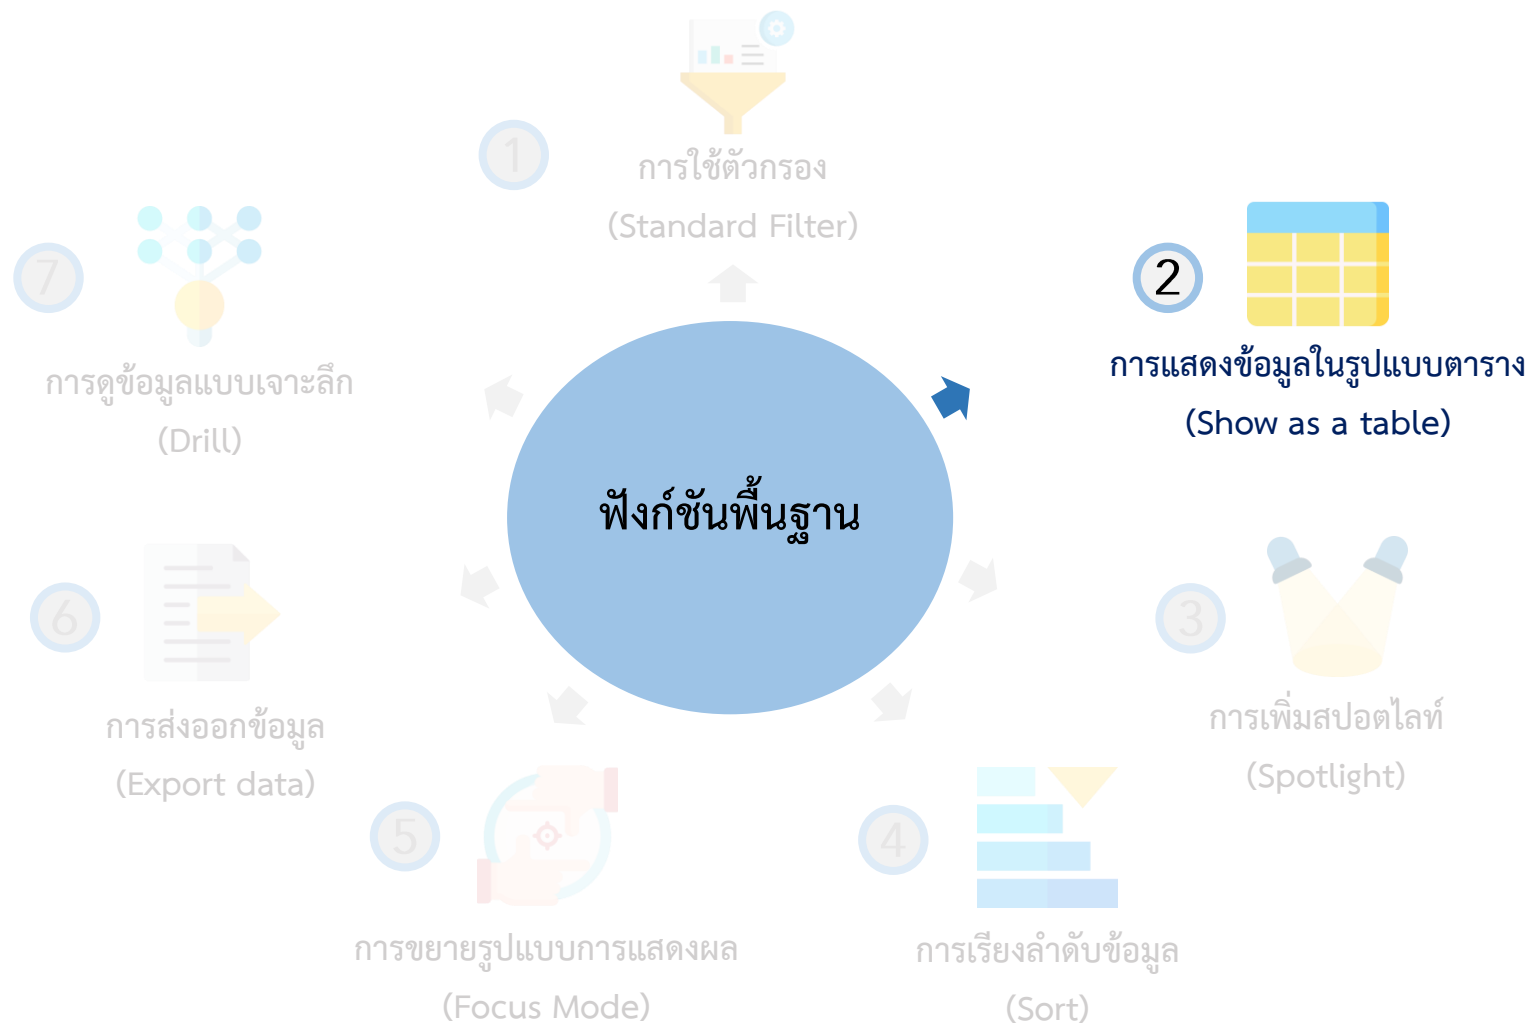 1
การใช้ตัวกรอง
(Standard Filter)
2
การแสดงข้อมูลในรูปแบบตาราง
(Show as a table)
3
การเพิ่มสปอตไลท์
(Spotlight)
4
การเรียงลำดับข้อมูล
(Sort)
5
การขยายรูปแบบการแสดงผล
(Focus Mode)
6
การส่งออกข้อมูล
(Export data)
7
การดูข้อมูลแบบเจาะลึก
(Drill)
ฟังก์ชันพื้นฐาน